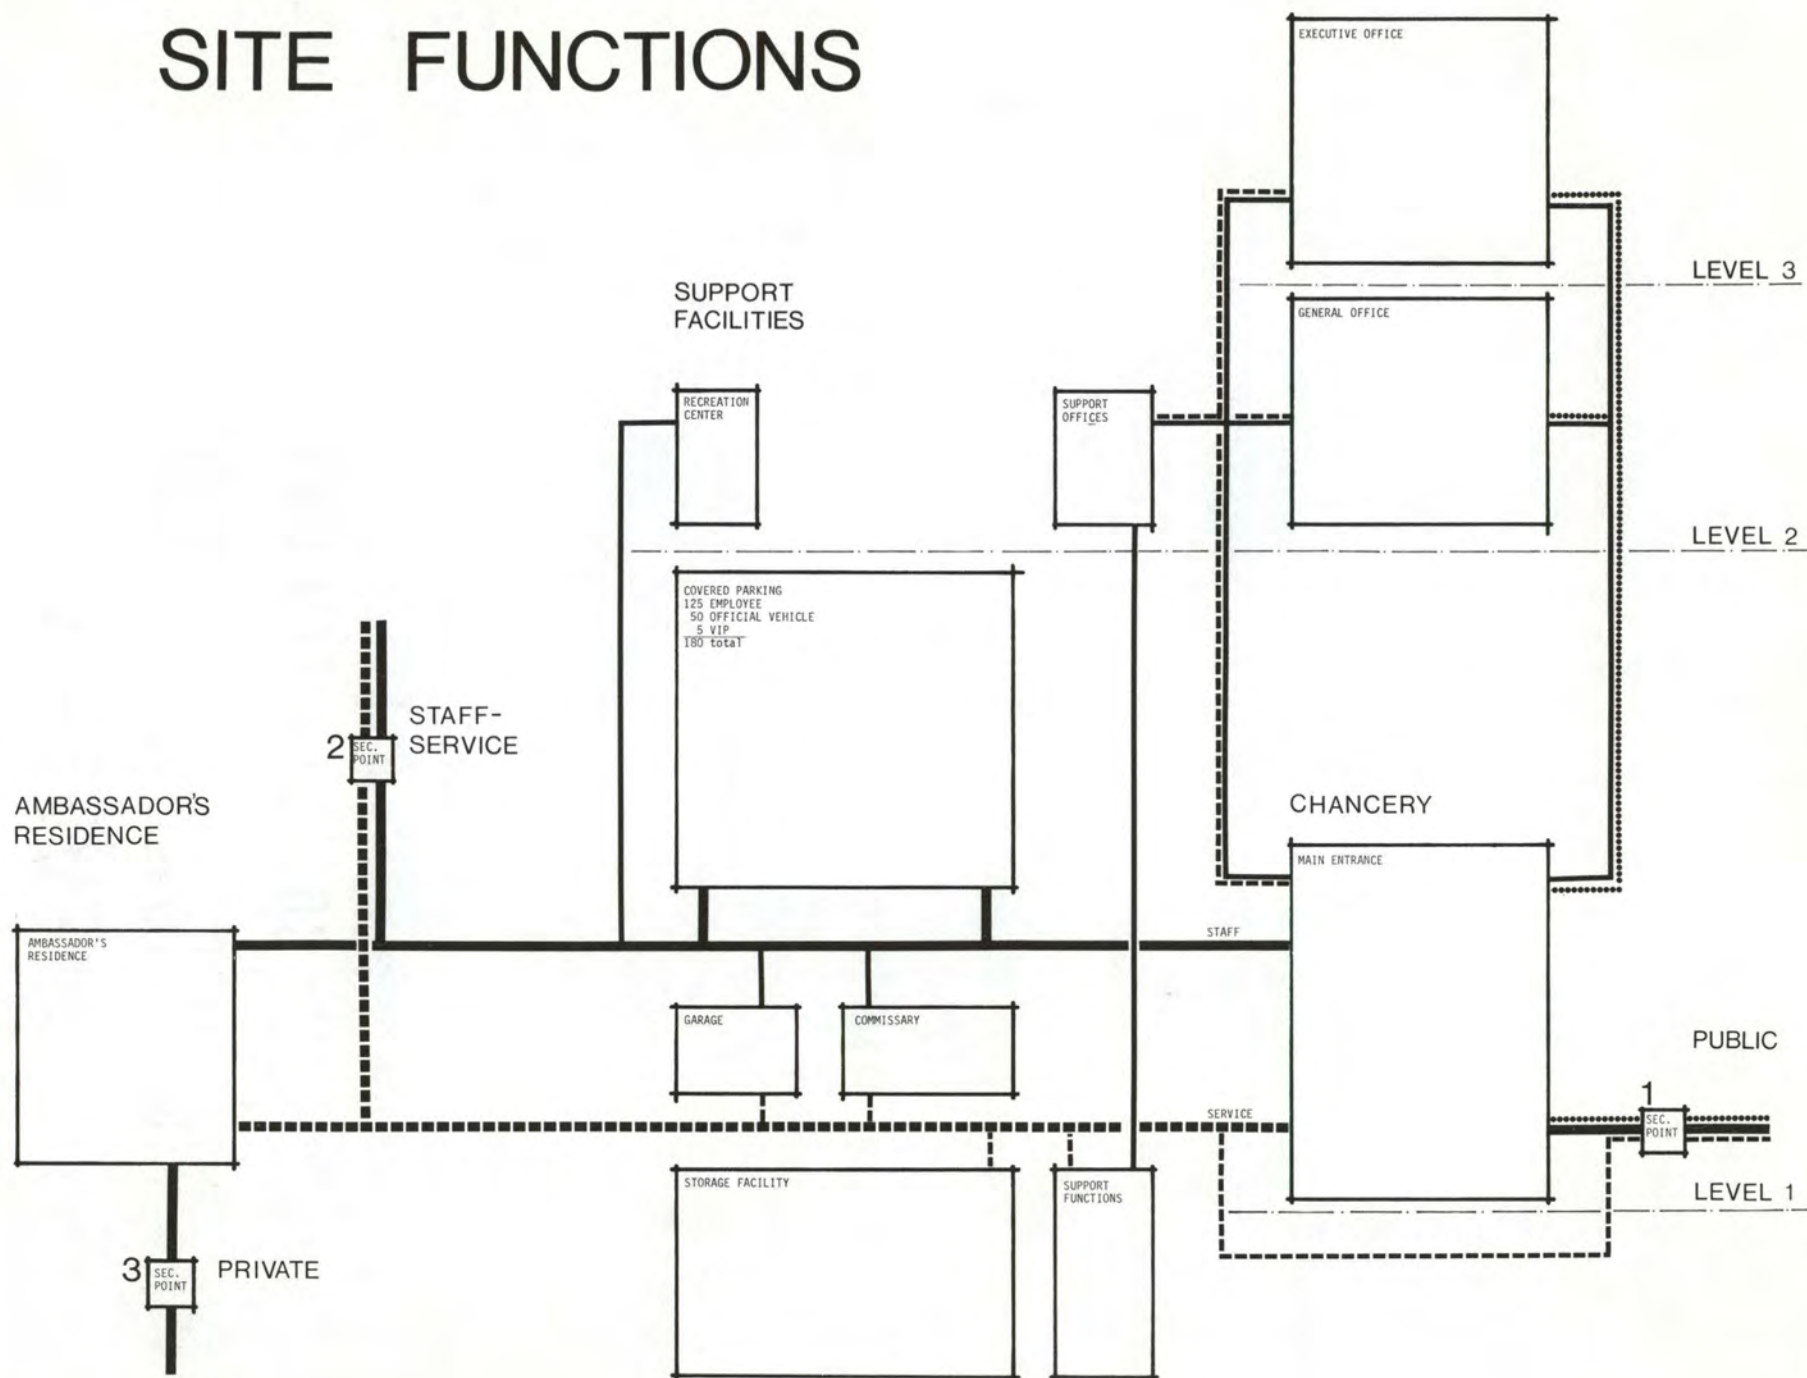 SITE FUNCTIONS
EXECUTIVE OFFICE
LEVEL 3
SUPPORT
FACILITIES
GENERAL OFFICE
RECREATION
CENTER
SUPPORT
OFFICES
LEVEL 2
COVERED PARKING
125 EMPLOYEE
50 OFFICIAL VEHICLE
5 VIP
180 total
STAFF-
SERVICE
2
SEC.
POINT
AMBASSADOR'S
RESIDENCE
CHANCERY
MAIN ENTRANCE
AMBASSADOR'S
RESIDENCE
STAFF
GARAGE
COMMISSARY
PUBLIC
1
SEC.
POINT
SERVICE
STORAGE FACILITY
SUPPORT
FUNCTIONS
LEVEL 1
3
SEC.
POINT
PRIVATE